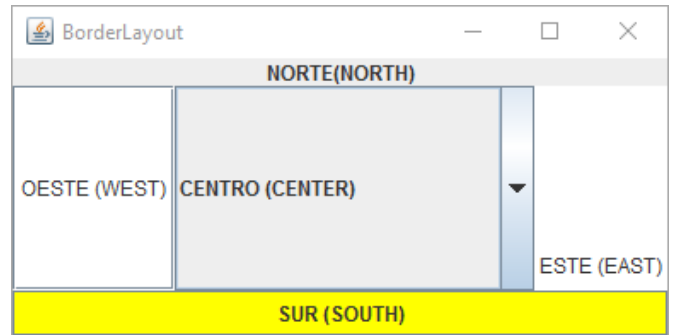 BorderLayout
NORTE(NORTH)
OESTE (WEST)
CENTRO (CENTER)
ESTE (EAST)
SUR (SOUTH)